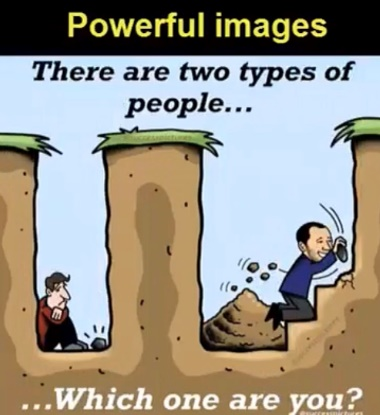 Powerful images
There are two types of
people...
...Which one are you?